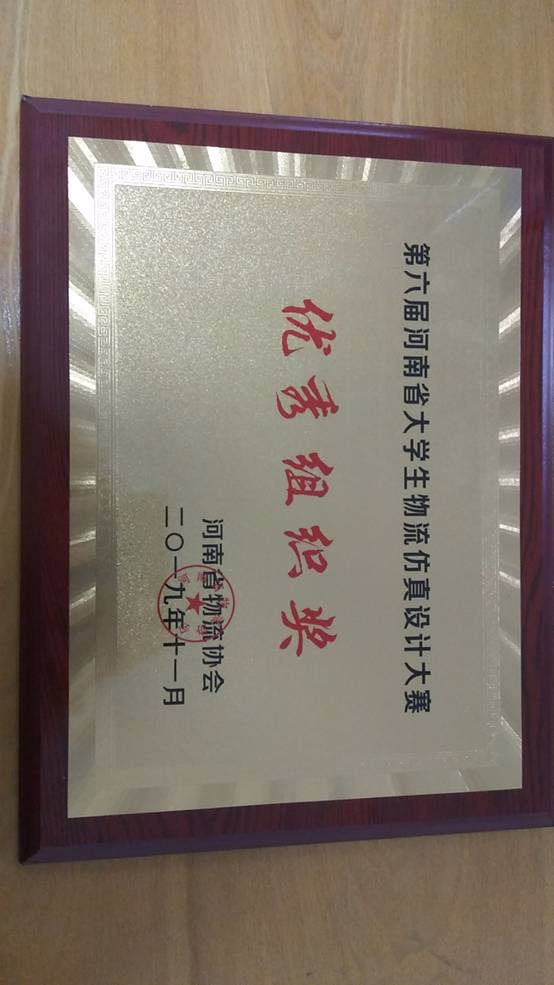 第六届河南省大学生物流仿真设计大赛
优秀组织奖
河南省物流协会
二〇一九年十一月